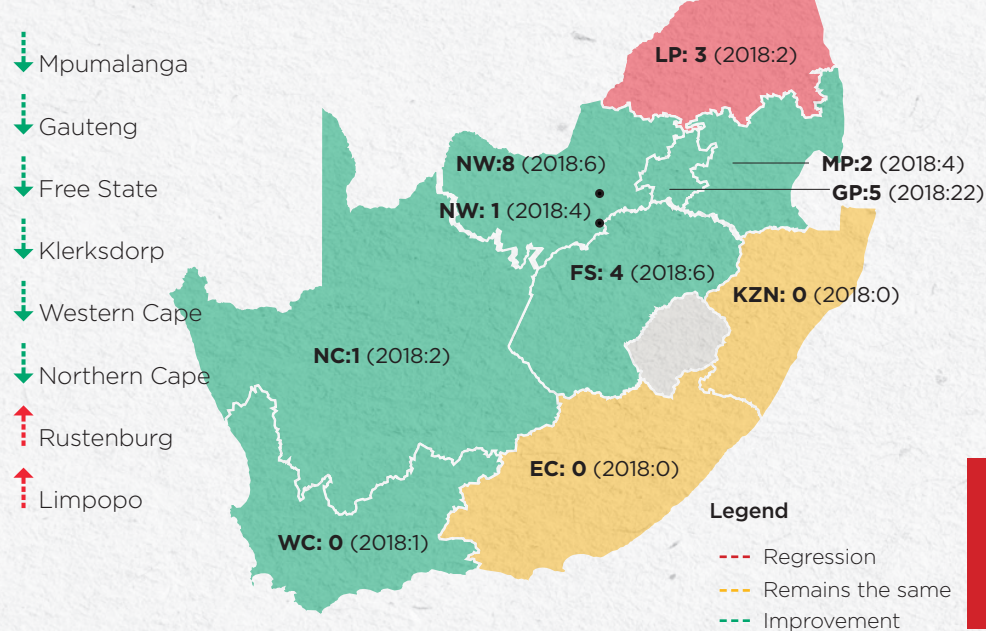 Mpumalanga
Gauteng
Free State
Klerksdorp
Western Cape
Northern Cape
Rustenburg
Limpopo
LP: 3 (2018:2)
NW:8 (2018:6)
MP:2 (2018:4)
GP:5 (2018:22)
NW: 1 (2018:4)
FS: 4 (2018:6)
KZN: 0 (2018:0)
NC:1 (2018:2)
EC: 0 (2018:0)
WC: 0 (2018:1)
Legend
Regression
Remains the same
Improvement